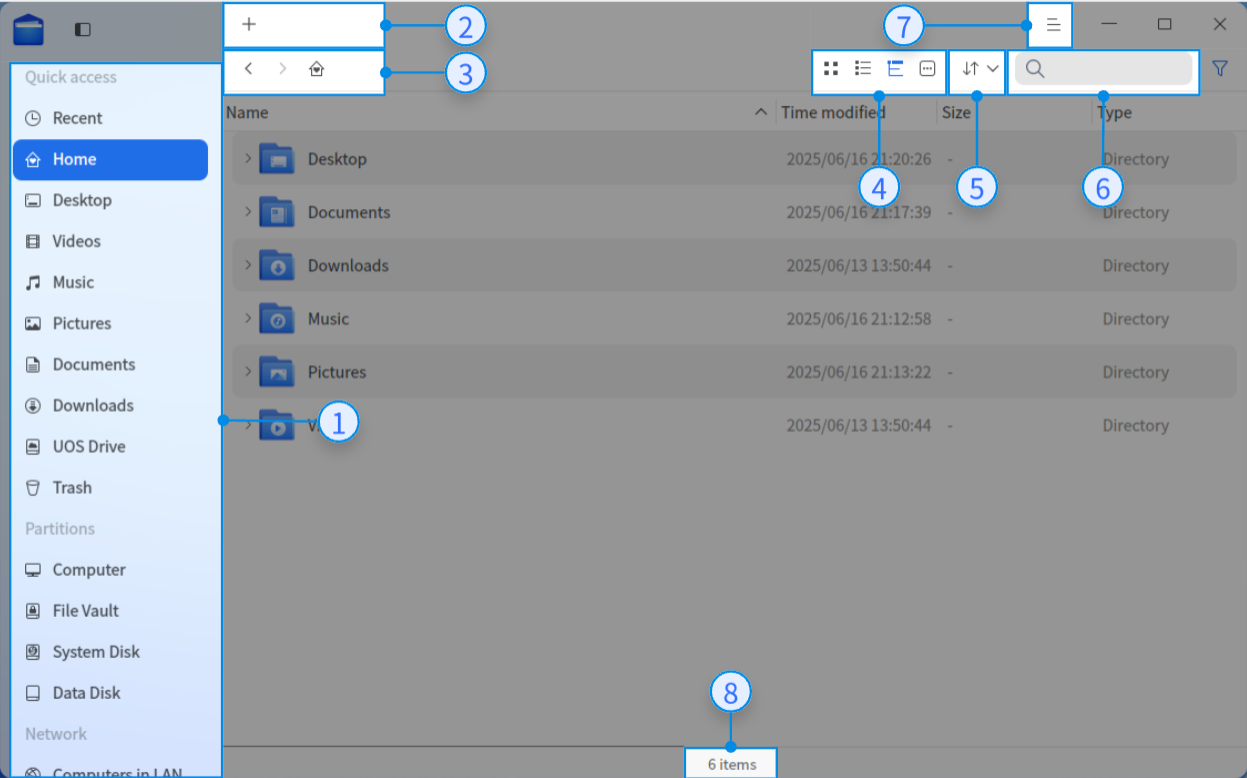 2
7
3
Quick access
Recent
Home
Desktop
Videos
Music
Pictures
Documents
Downloads
UOS Drive
Trash
Partitions
Computer
File Vault
System Disk
Data Disk
Network
Computers in LAN
Name Time modified Size Type
Desktop 2025/06/16 21:20:26 - Directory
4 5 6
Documents 2025/06/16 21:17:39 - Directory
Downloads 2025/06/13 13:50:44 - Directory
Music 2025/06/16 21:12:58 - Directory
Pictures 2025/06/16 21:13:22 - Directory
1 2025/06/13 13:50:44 - Directory
8
6 items